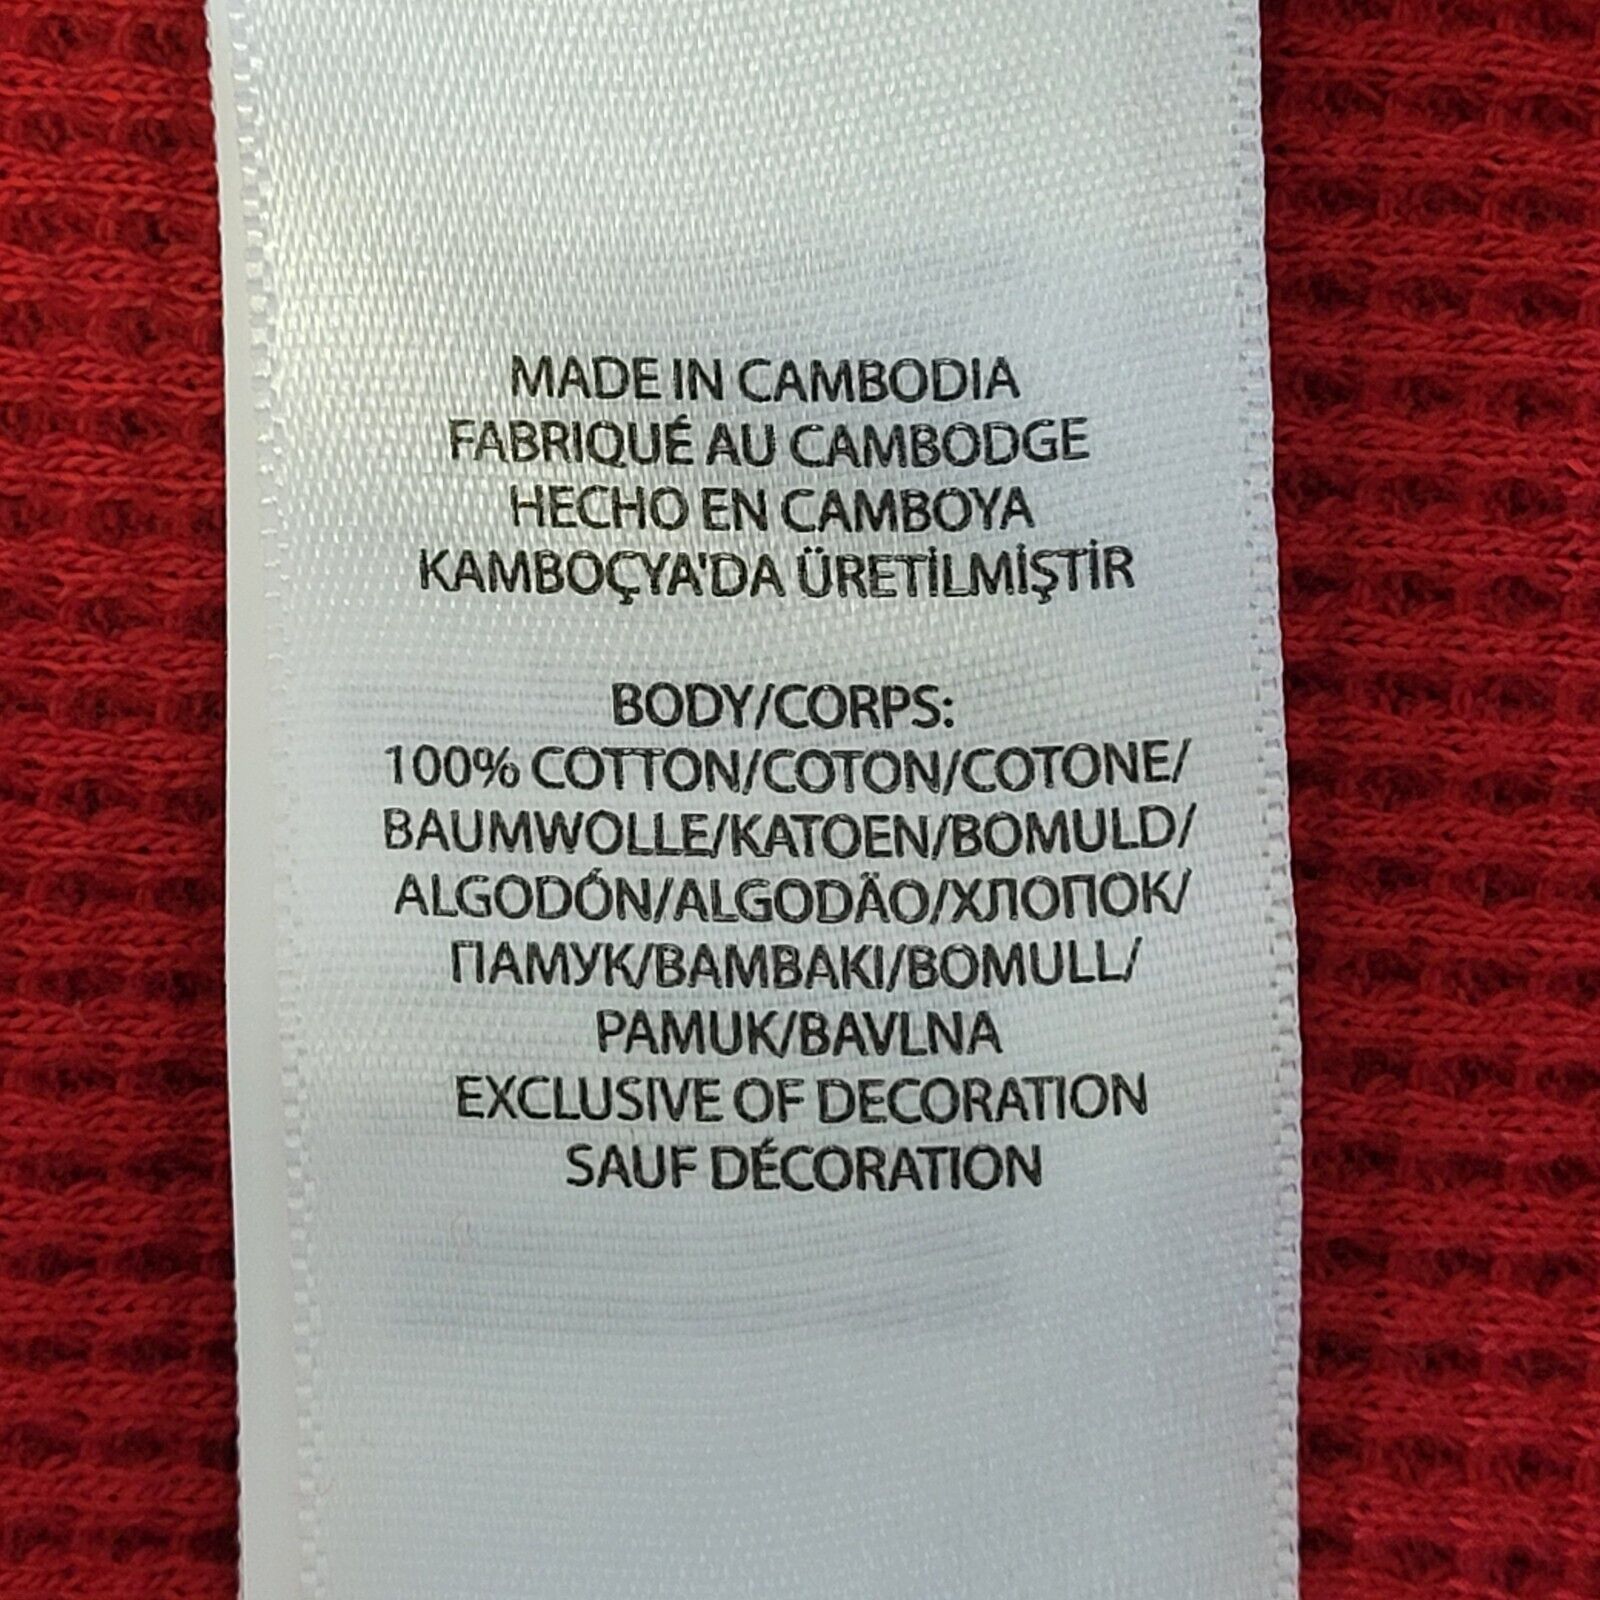 MADE IN CAMBODIA
FABRIQUÉ AU CAMBODGE
HECHO EN CAMBOYA
KAMBOÇYA'DA ÜRETİLMİŞTİR
BODY/CORPS:
100% COTTON/COTON/COTONE/
BAUMWOLLE/KATOEN/BOMULD/
ALGODÓN/ALGODÃO/ХЛОПОК/
ПАМУК/BAMBAKI/BOMULL/
PAMUK/BAVLNA
EXCLUSIVE OF DECORATION
SAUF DÉCORATION